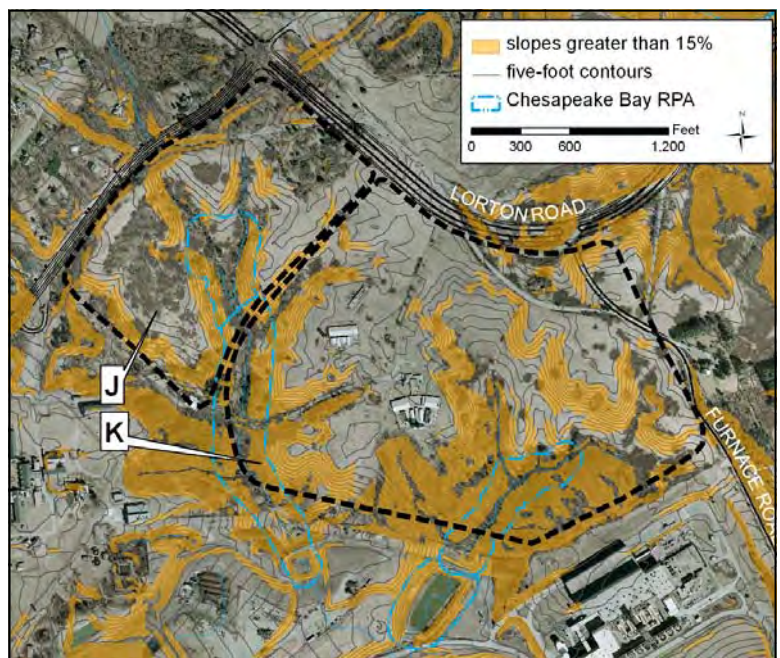 slopes greater than 15%
five-foot contours
Chesapeake Bay RPA
N
Feet
0 300 600 1,200
LORTON ROAD
J
K
FURNACE ROAD